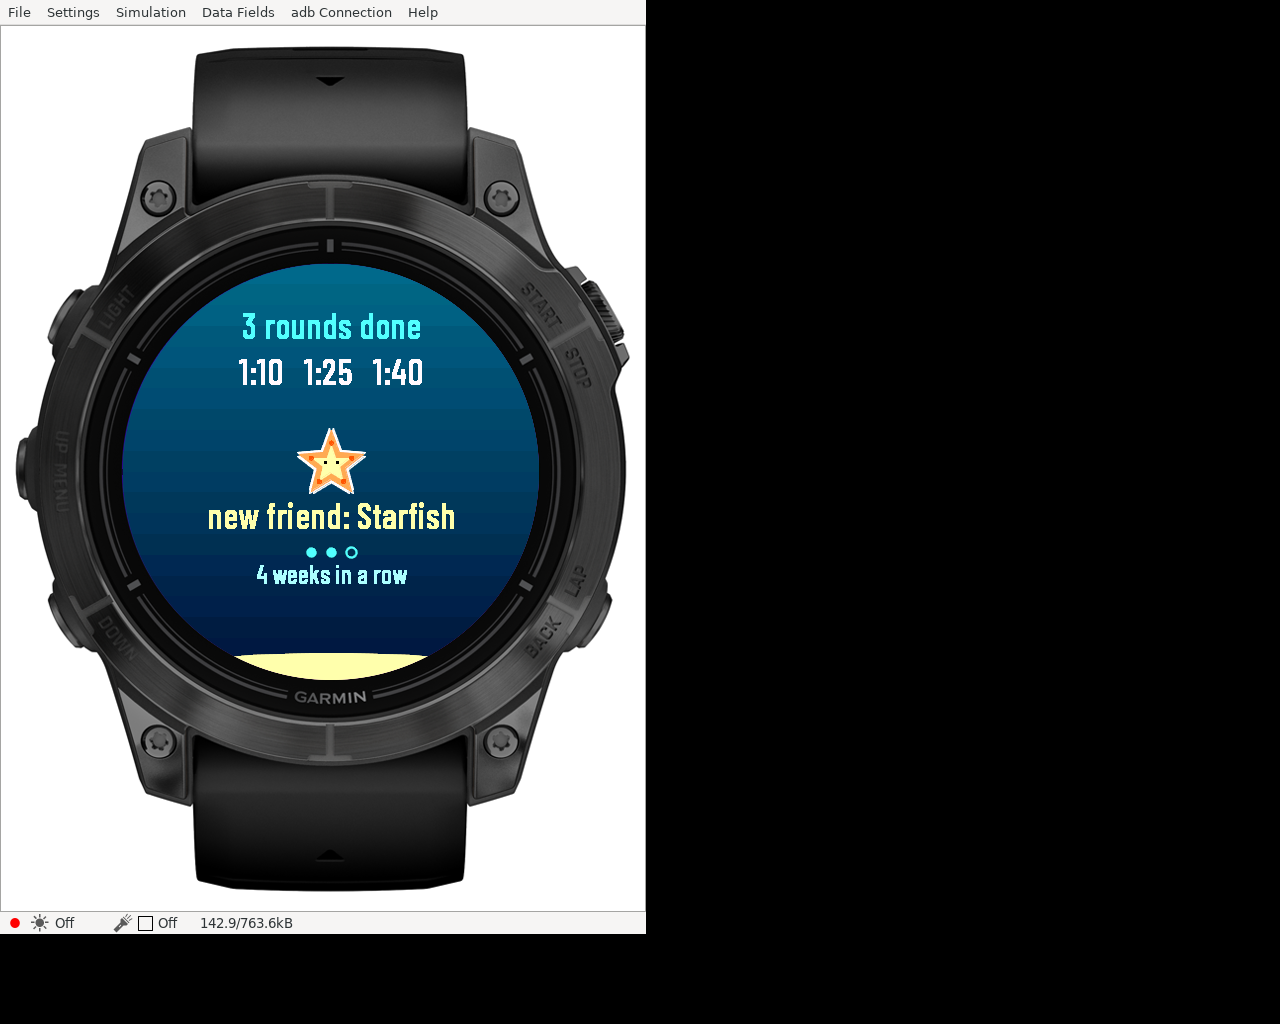 File Settings Simulation Data Fields adb Connection Help
LIGHT
START
STOP
3 rounds done
1:10 1:25 1:40
UP MENU
new friend: Starfish
4 weeks in a row
LAP
DOWN
BACK
GARMIN
Off Off 142.9/763.6kB